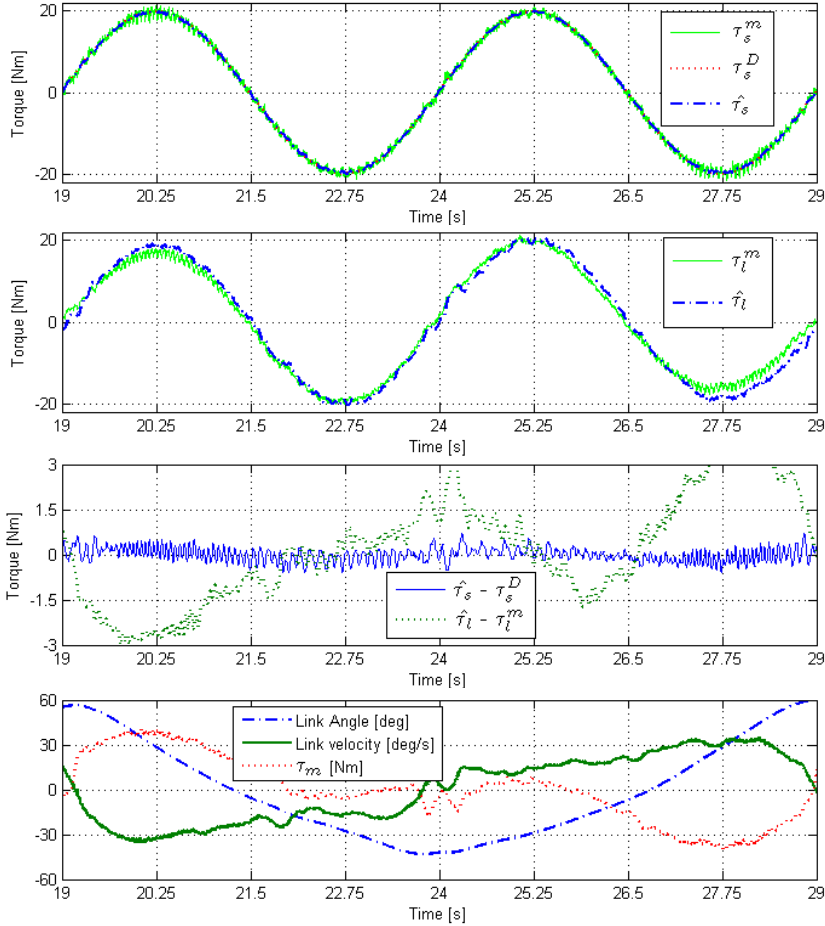 20
0
-20
Torque [Nm]
τ_s^m
τ_s^D
τ̂_s
19 20.25 21.5 22.75 24 25.25 26.5 27.75 29
Time [s]
20
0
-20
Torque [Nm]
τ_l^m
τ̂_l
19 20.25 21.5 22.75 24 25.25 26.5 27.75 29
Time [s]
3
1.5
0
-1.5
-3
Torque [Nm]
τ̂_s - τ_s^D
τ̂_l - τ_l^m
19 20.25 21.5 22.75 24 25.25 26.5 27.75 29
Time [s]
60
30
0
-30
-60
Link Angle [deg]
Link velocity [deg/s]
τ_m [Nm]
19 20.25 21.5 22.75 24 25.25 26.5 27.75 29
Time [s]